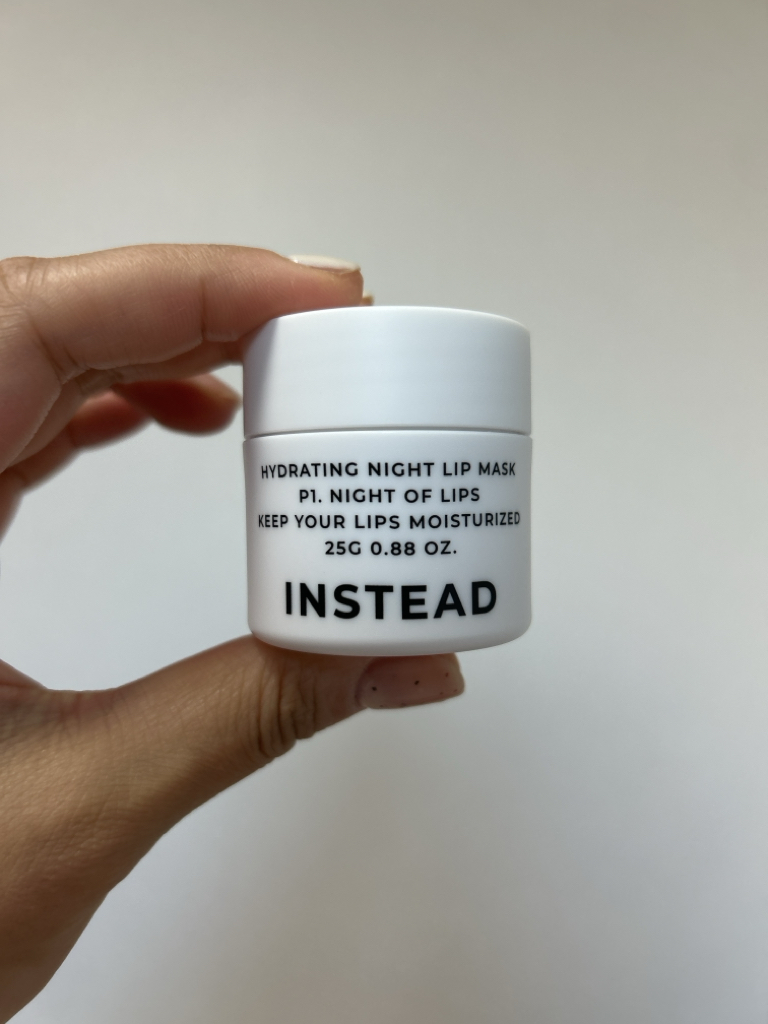 HYDRATING NIGHT LIP MASK
P1. NIGHT OF LIPS
KEEP YOUR LIPS MOISTURIZED
25G 0.88 OZ.
INSTEAD